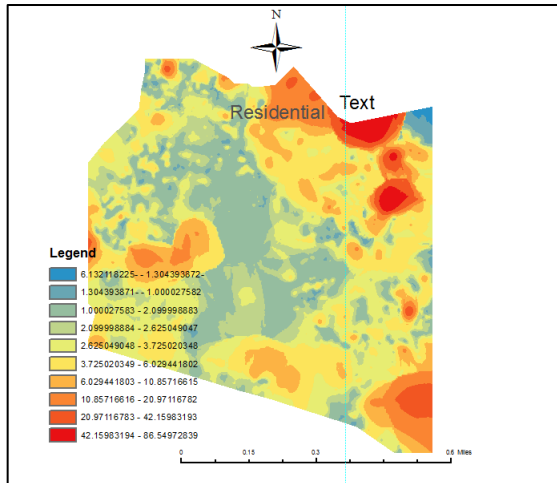 N
Text
Residential
Legend
6.132118225- - 1.304393872-
1.304393871- - 1.000027582
1.000027583 - 2.099998883
2.099998884 - 2.625049047
2.625049048 - 3.725020348
3.725020349 - 6.029441802
6.029441803 - 10.85716615
10.85716616 - 20.97116782
20.97116783 - 42.15983193
42.15983194 - 86.54972839
0 0.15 0.3 0.6 Miles